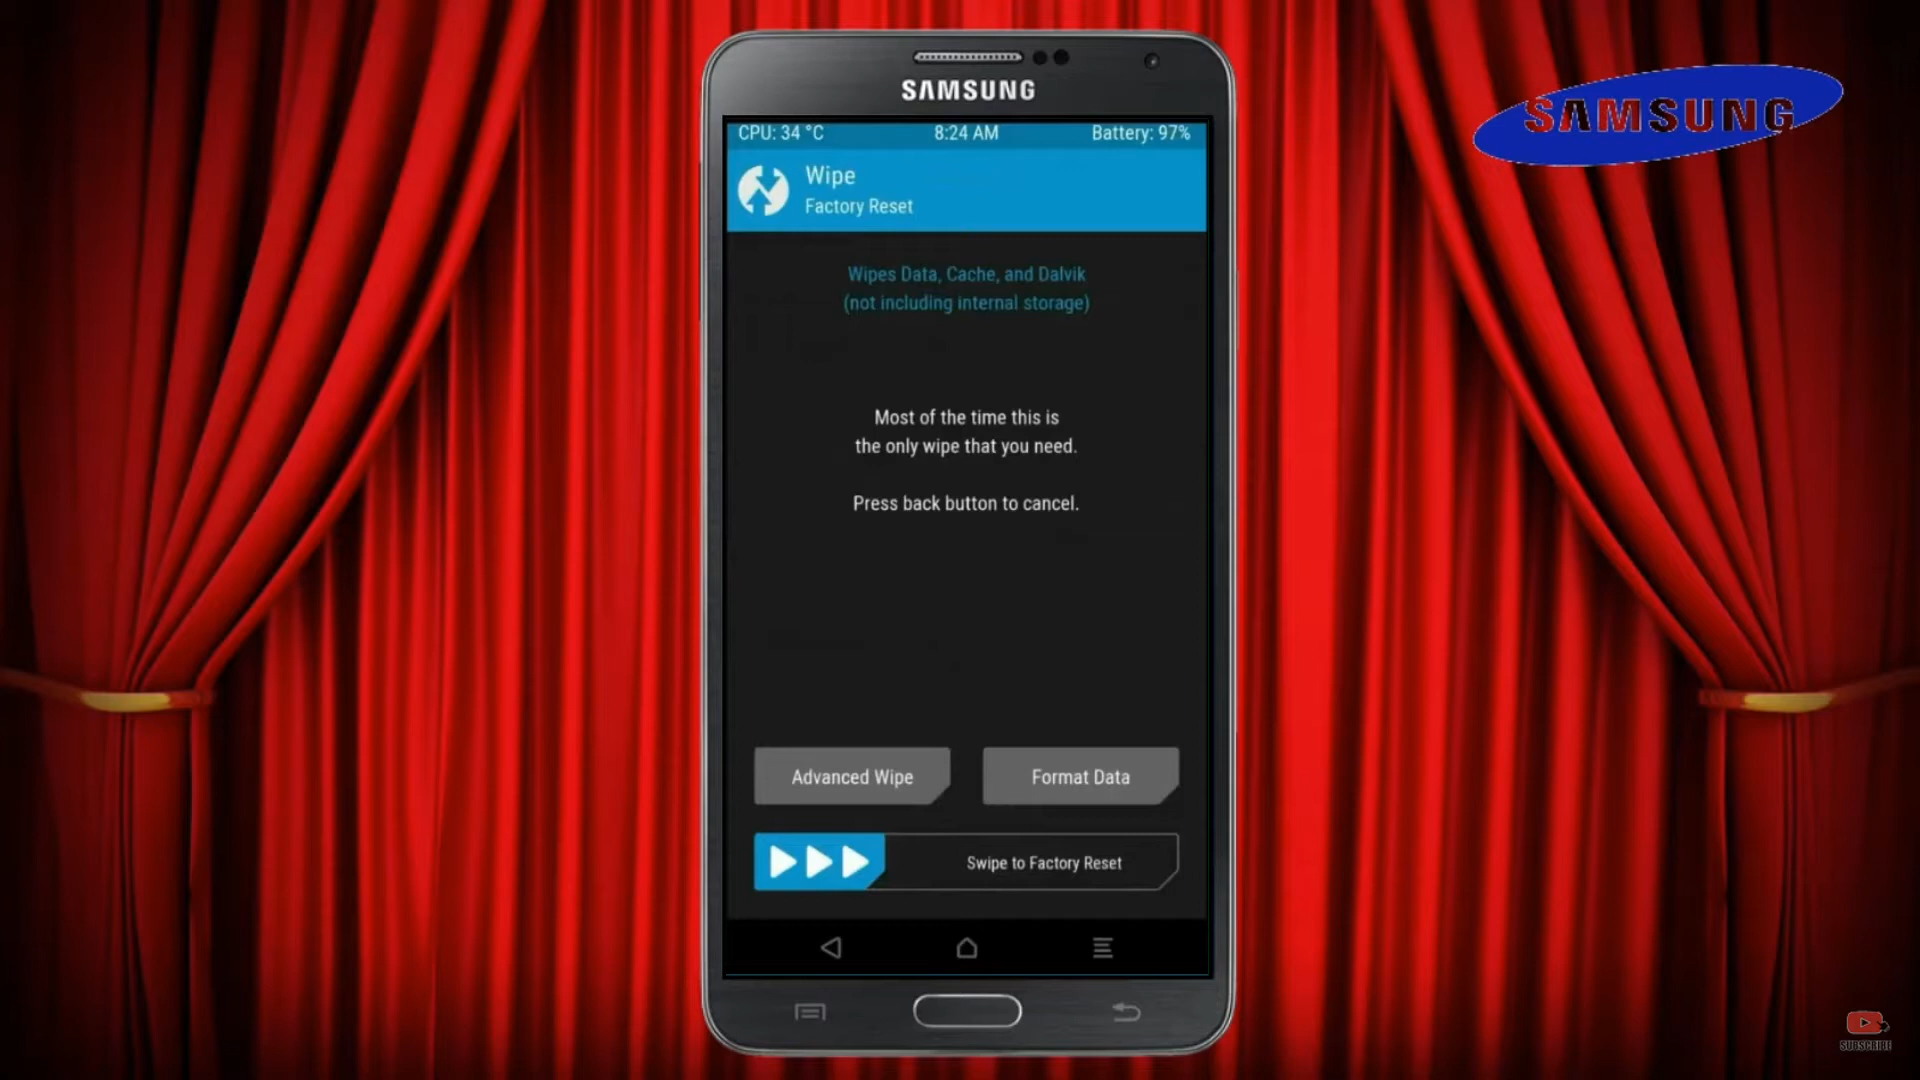 SAMSUNG
SAMSUNG
CPU: 34 °C
8:24 AM
Battery: 97%
Wipe
Factory Reset
Wipes Data, Cache, and Dalvik
(not including internal storage)
Most of the time this is
the only wipe that you need.
Press back button to cancel.
Advanced Wipe
Format Data
Swipe to Factory Reset
SUBSCRIBE